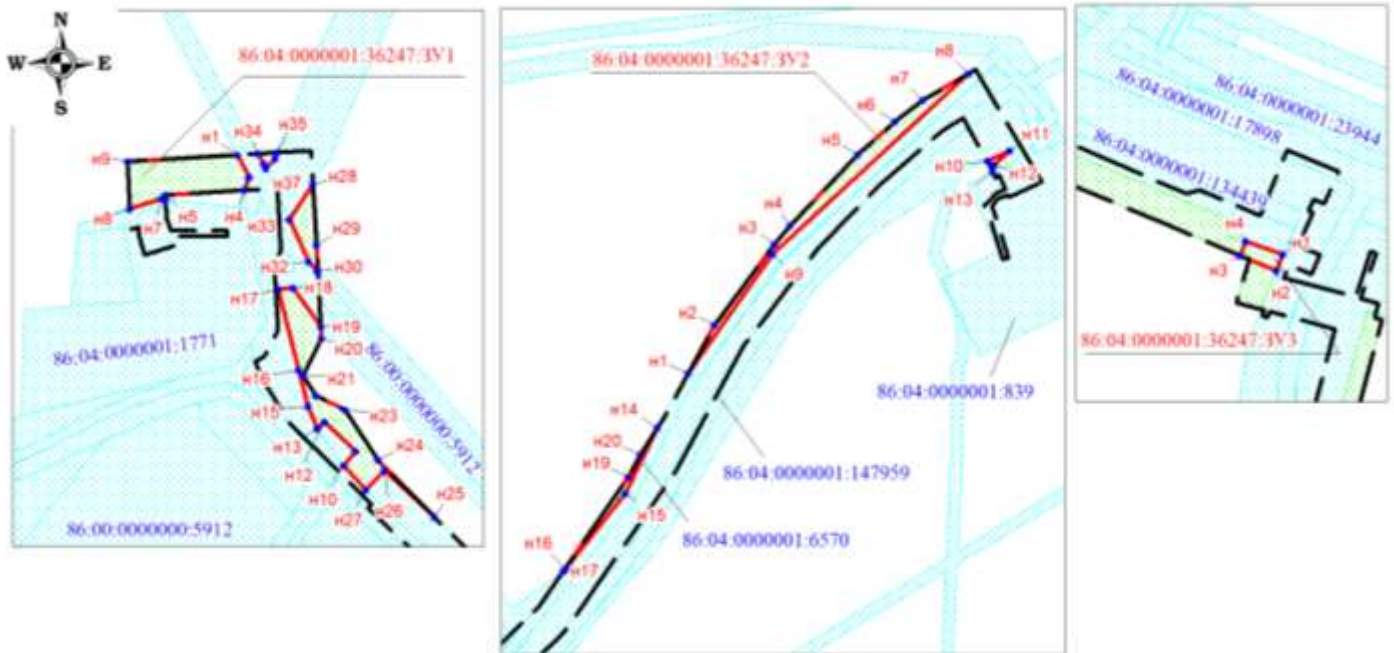 N
W E
S
86:04:0000001:36247:ЗУ1
н34
н35
н1
н9
н37
н28
н8
н7
н5
н4
н33
н29
н32
н30
н17
н18
н19
86:04:0000001:1771
н20
н16
н21
86:00:0000000:5912
н15
н23
н13
н24
н12
н10
н25
н26
н27
86:00:0000000:5912
86:04:0000001:36247:ЗУ2
н8
н7
н6
н5
н11
н10
н12
н13
н4
н3
н9
н2
н1
86:04:0000001:839
н14
н20
86:04:0000001:147959
н19
н15
86:04:0000001:6570
н16
н17
86:04:0000001:23944
86:04:0000001:17898
86:04:0000001:134439
н4
н1
н3
н2
86:04:0000001:36247:ЗУ3